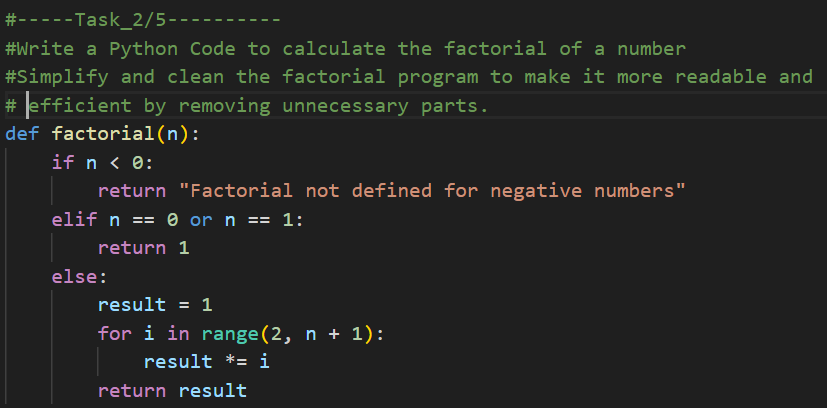 #-----Task_2/5----------
#Write a Python Code to calculate the factorial of a number
#Simplify and clean the factorial program to make it more readable and
# efficient by removing unnecessary parts.
def factorial(n):
    if n < 0:
        return "Factorial not defined for negative numbers"
    elif n == 0 or n == 1:
        return 1
    else:
        result = 1
        for i in range(2, n + 1):
            result *= i
        return result